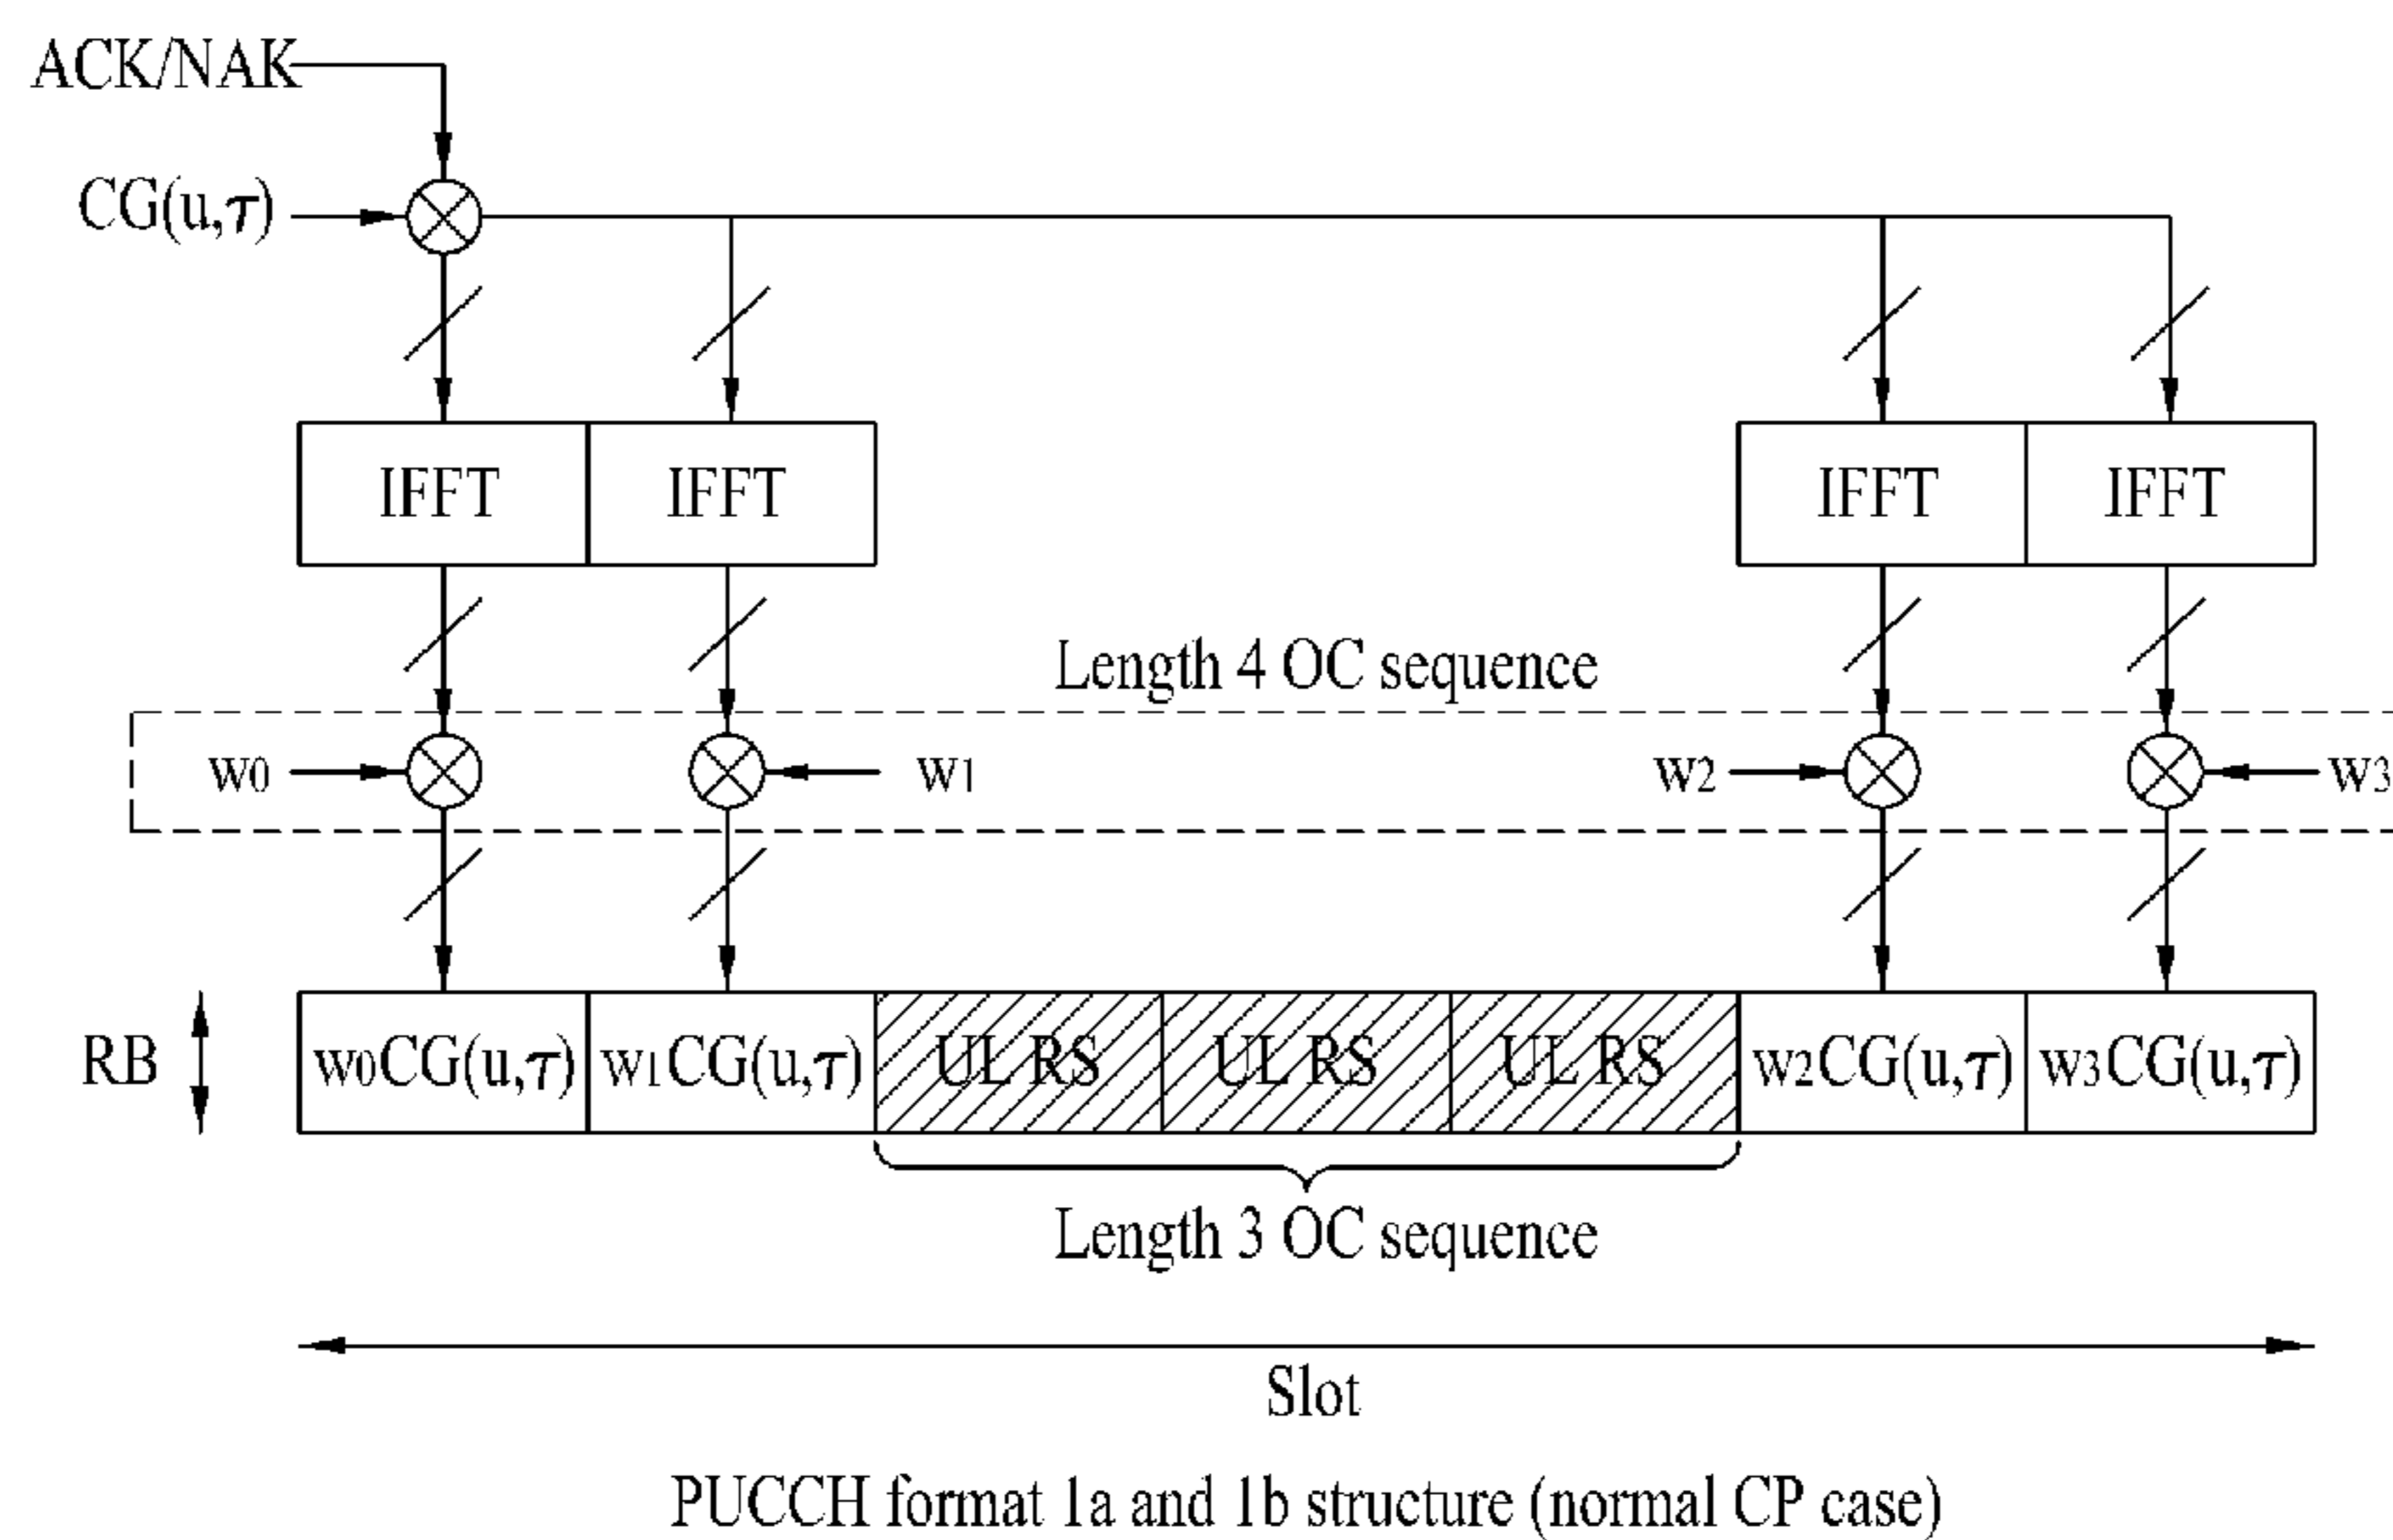 ACK/NAK
CG(u,τ)
IFFT IFFT IFFT IFFT
Length 4 OC sequence
w0 w1 w2 w3
RB w0CG(u,τ) w1CG(u,τ) UL RS UL RS UL RS w2CG(u,τ) w3CG(u,τ)
Length 3 OC sequence
Slot
PUCCH format 1a and 1b structure (normal CP case)